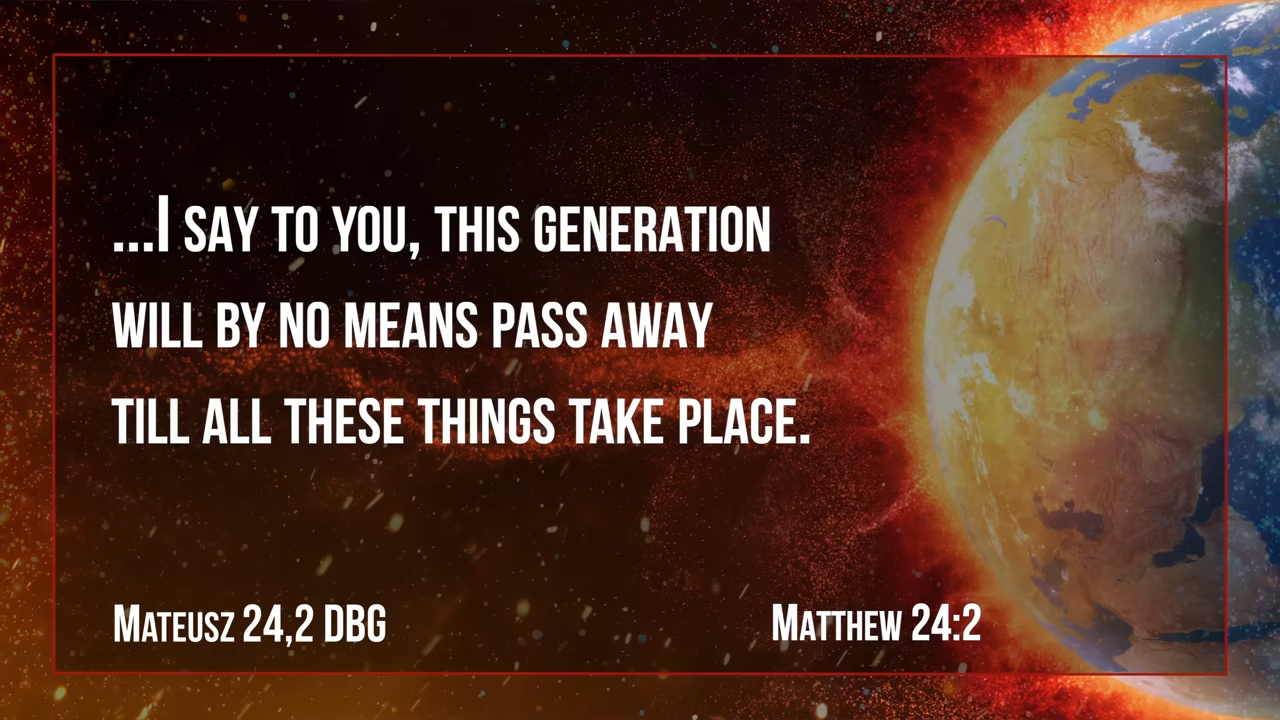 ...I SAY TO YOU, THIS GENERATION
WILL BY NO MEANS PASS AWAY
TILL ALL THESE THINGS TAKE PLACE.
MATEUSZ 24,2 DBG
MATTHEW 24:2